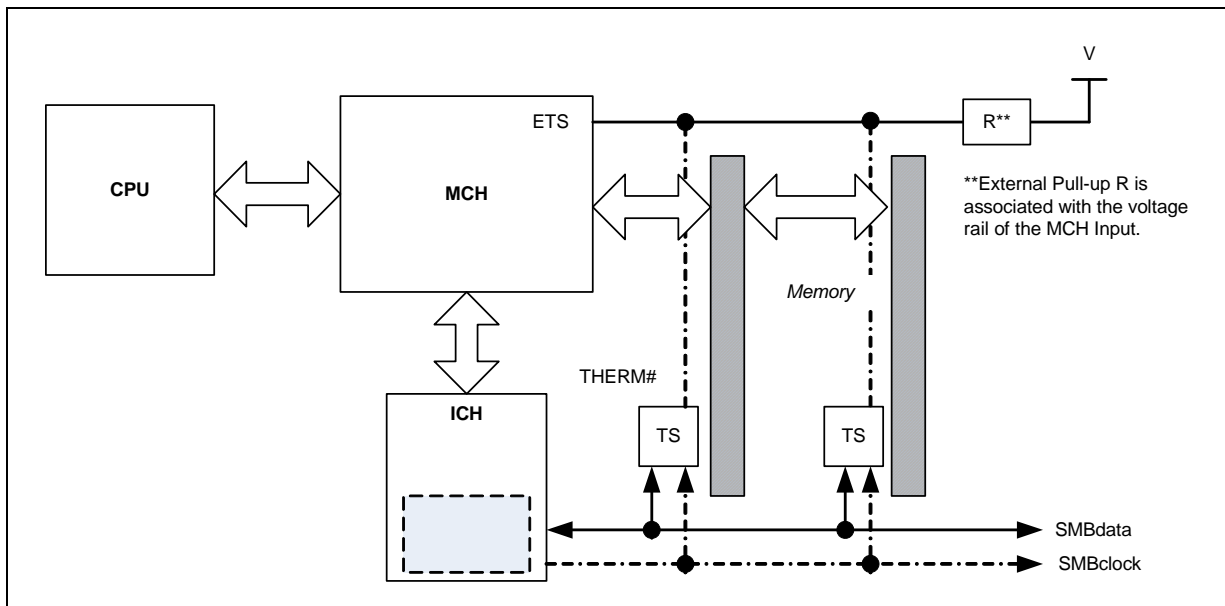 V
ETS
R**
CPU
MCH
**External Pull-up R is
associated with the voltage
rail of the MCH Input.
Memory
THERM#
ICH
TS
TS
SMBdata
SMBclock